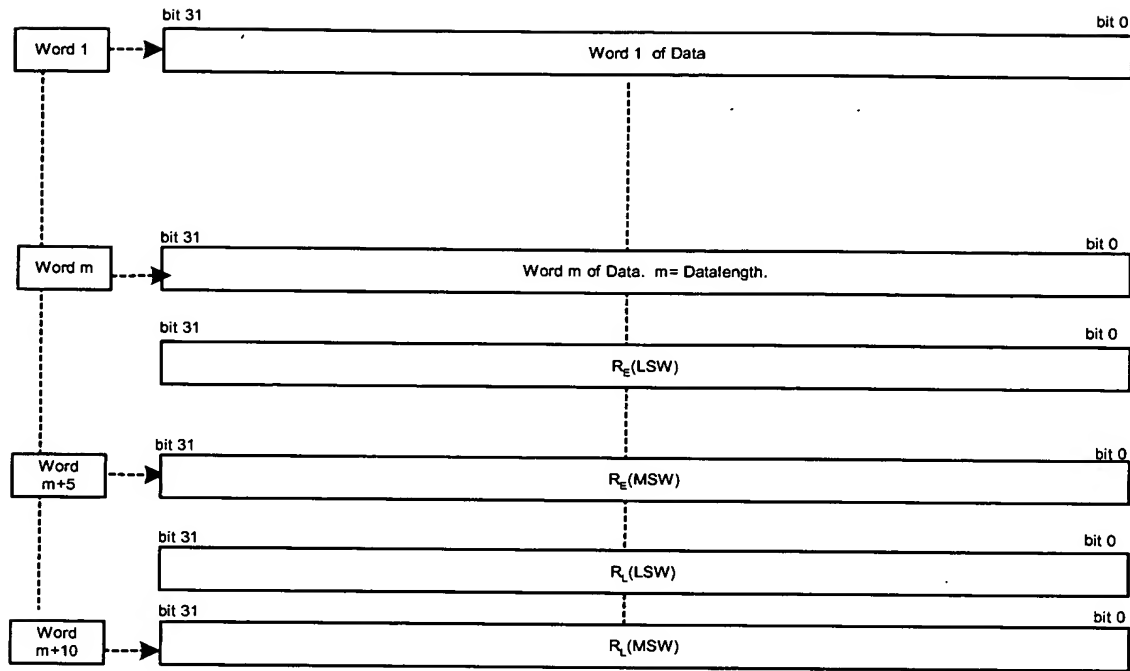 bit 31 bit 0
Word 1 Word 1 of Data
bit 31 bit 0
Word m Word m of Data. m= Datalength.
bit 31 bit 0
R_E(LSW)
bit 31 bit 0
Word
m+5 R_E(MSW)
bit 31 bit 0
R_L(LSW)
bit 31 bit 0
Word
m+10 R_L(MSW)